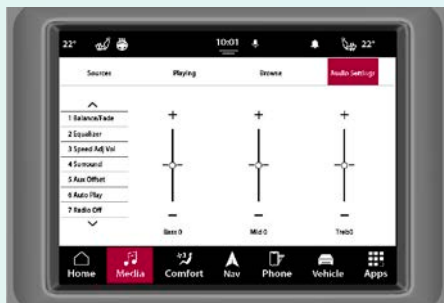 22° 10:01 22°
Sources Playing Browse Audio Settings
1 Balance/Fade
2 Equalizer
3 Speed Adj Vol
4 Surround
5 Aux Offset
6 Auto Play
7 Radio Off
Bass 0 Mid 0 Treb0
Home Media Comfort Nav Phone Vehicle Apps